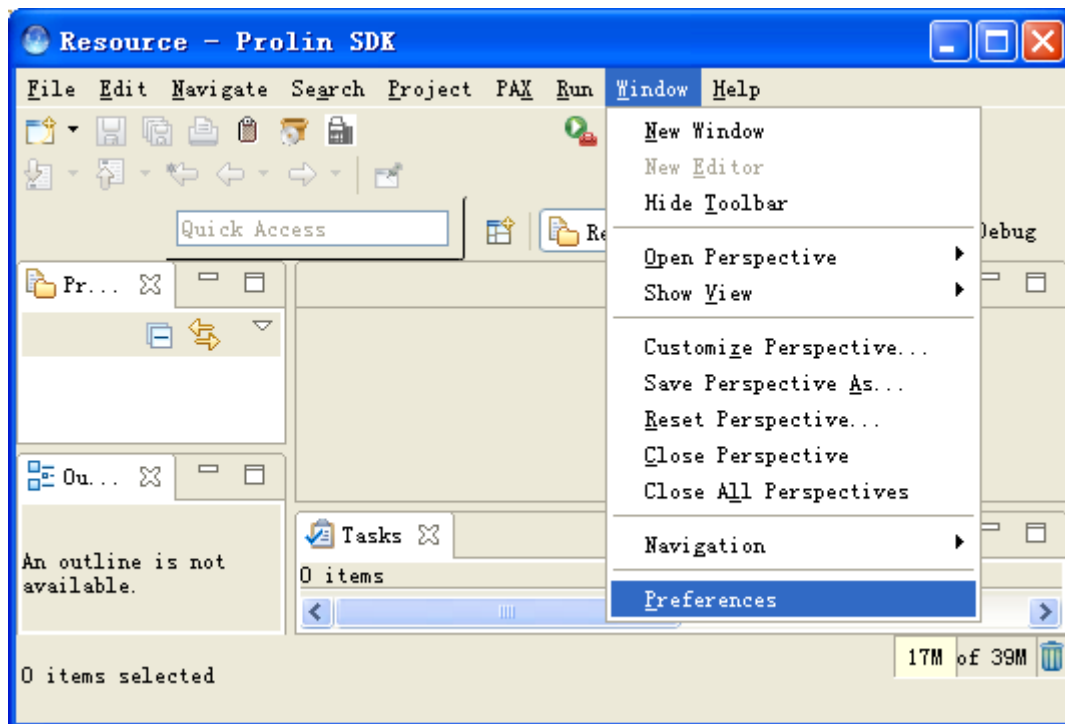 Resource - Prolin SDK
File Edit Navigate Search Project PAX Run Window Help
New Window
New Editor
Hide Toolbar
Quick Access
Re
Debug
Open Perspective
Show View
Pr...
Customize Perspective...
Save Perspective As...
Reset Perspective...
Close Perspective
Close All Perspectives
Ou...
An outline is not
available.
Tasks
0 items
Navigation
Preferences
17M of 39M
0 items selected